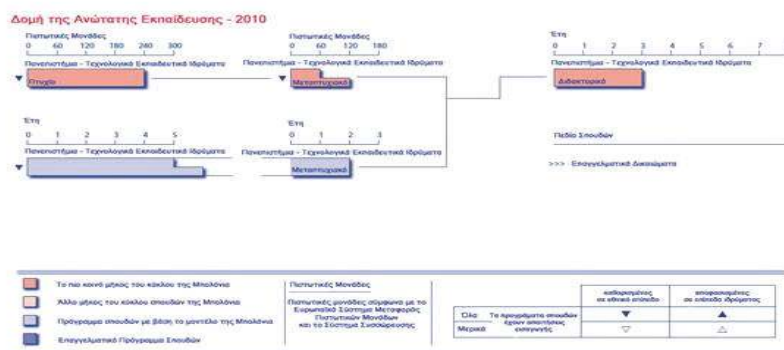 Δομή της Ανώτατης Εκπαίδευσης - 2010
Πιστωτικές Μονάδες
0 60 120 180 240 300
Πανεπιστήμια - Τεχνολογικά Εκπαιδευτικά Ιδρύματα
Πτυχίο
Πιστωτικές Μονάδες
0 60 120 180
Πανεπιστήμια - Τεχνολογικά Εκπαιδευτικά Ιδρύματα
Μεταπτυχιακό
Έτη
0 1 2 3 4 5 6 7
Πανεπιστήμια - Τεχνολογικά Εκπαιδευτικά Ιδρύματα
Διδακτορικό
Έτη
0 1 2 3 4 5
Πανεπιστήμια - Τεχνολογικά Εκπαιδευτικά Ιδρύματα
Έτη
0 1 2 3
Πανεπιστήμια - Τεχνολογικά Εκπαιδευτικά Ιδρύματα
Μεταπτυχιακό
Πεδίο Σπουδών
>>> Επαγγελματικά Δικαιώματα
Το πιο κοινό μήκος του κύκλου της Μπολόνια
Άλλο μήκος του κύκλου σπουδών της Μπολόνια
Πρόγραμμα σπουδών με βάση το μοντέλο της Μπολόνια
Επαγγελματικό Πρόγραμμα Σπουδών
Πιστωτικές Μονάδες
Πιστωτικές μονάδες σύμφωνα με το
Ευρωπαϊκό Σύστημα Μεταφοράς
Πιστωτικών Μονάδων
και το Σύστημα Συσσώρευσης
καθορισμένος
σε εθνικό επίπεδο
αποφασισμένος
σε επίπεδο ιδρύματος
Όλα
Μερικά
Τα προγράμματα σπουδών
έχουν απαιτήσεις
εισαγωγής